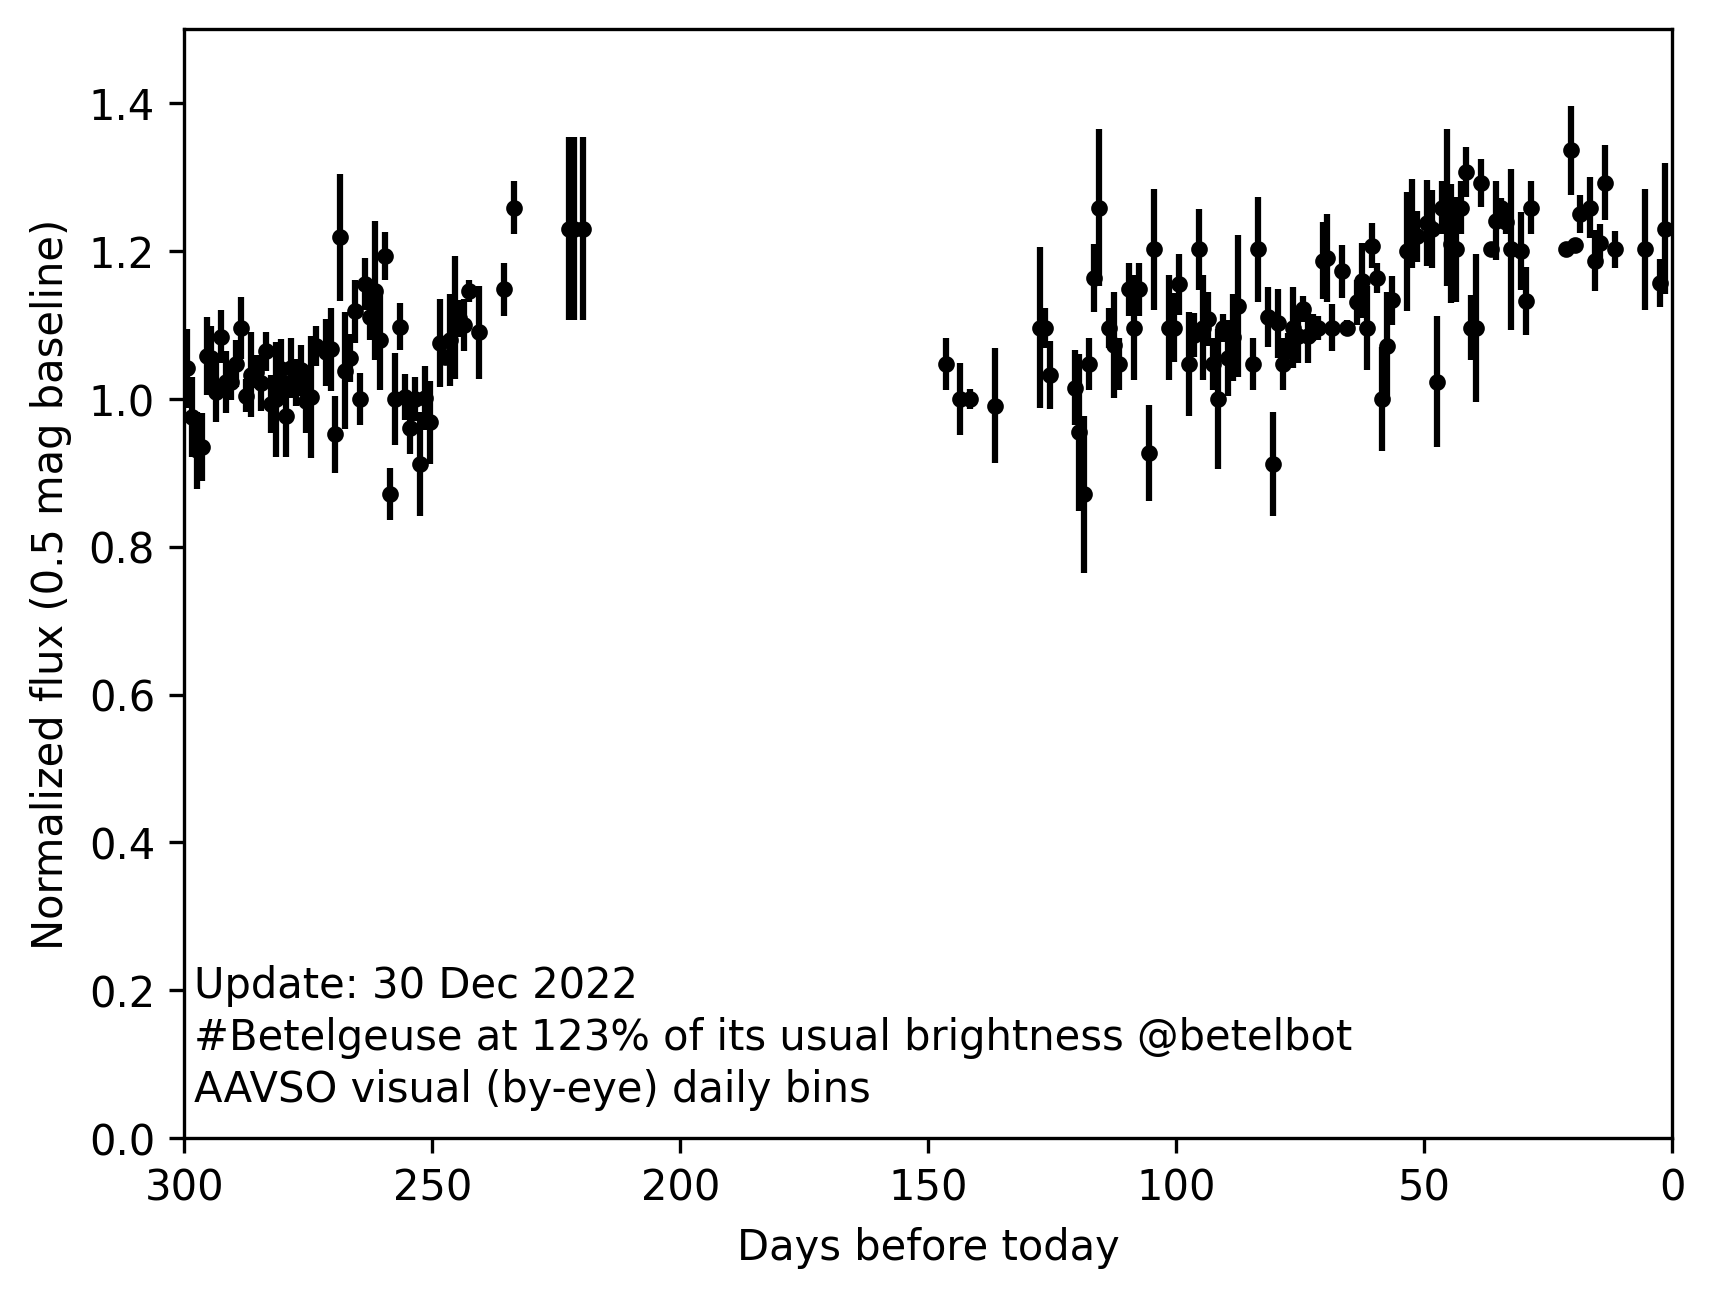 1.4
1.2
1.0
0.8
0.6
0.4
0.2
0.0
Normalized flux (0.5 mag baseline)
Update: 30 Dec 2022
#Betelgeuse at 123% of its usual brightness @betelbot
AAVSO visual (by-eye) daily bins
300 250 200 150 100 50 0
Days before today